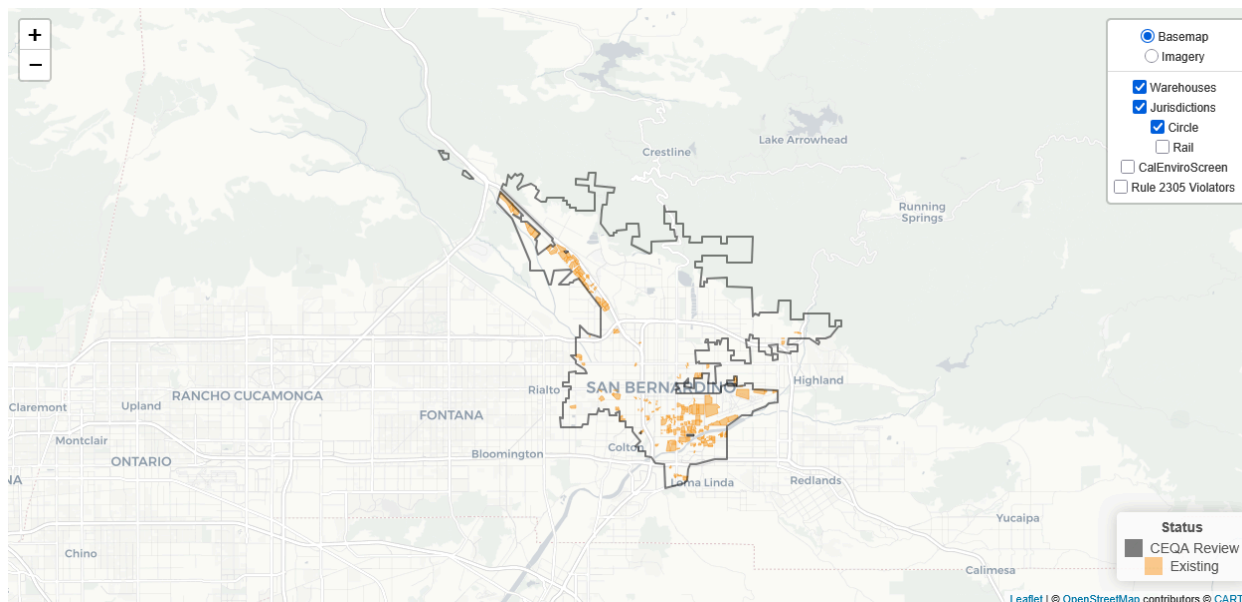 +
−
Basemap
Imagery
Warehouses
Jurisdictions
Circle
Rail
CalEnviroScreen
Rule 2305 Violators
Lake Arrowhead
Crestline
Running
Springs
SAN BERNARDINO
Highland
Rialto
RANCHO CUCAMONGA
Claremont
Upland
FONTANA
Montclair
ONTARIO
Bloomington
Colton
Loma Linda
Redlands
NA
Yucaipa
Chino
Calimesa
Status
CEQA Review
Existing
Leaflet | © OpenStreetMap contributors © CART